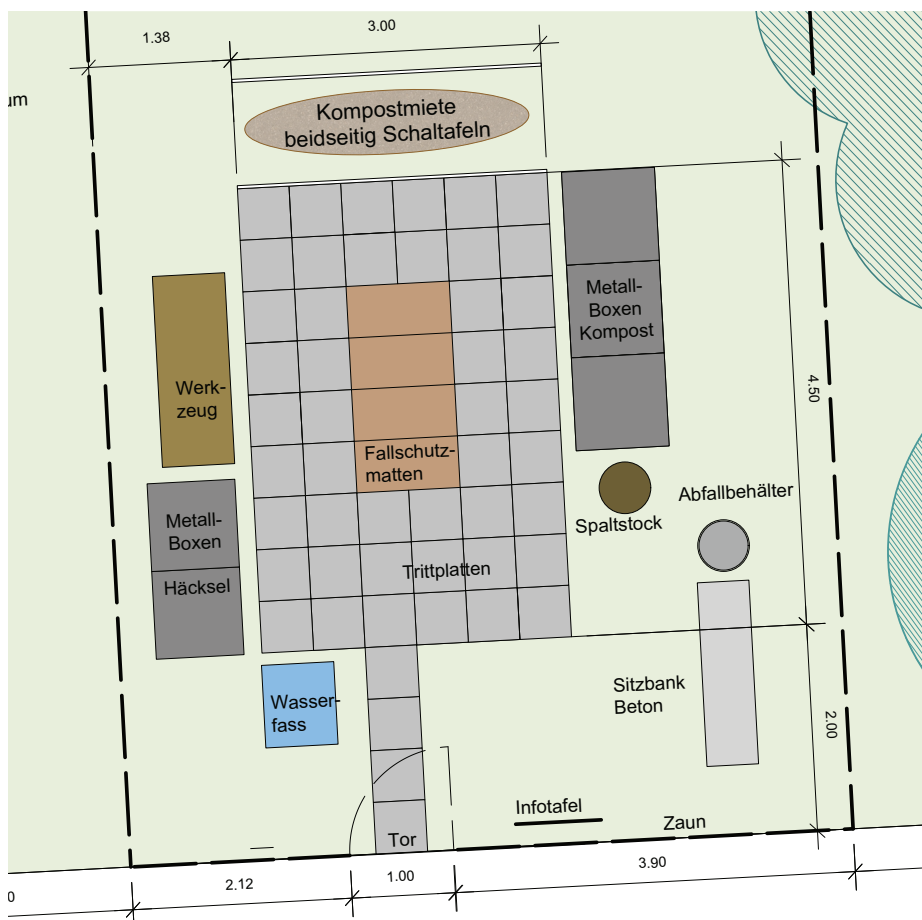 3.00
1.38
um
Kompostmiete
beidseitig Schaltafeln
Metall-
Boxen
Kompost
4.50
Werk-
zeug
Fallschutz-
matten
Abfallbehälter
Spaltstock
Metall-
Boxen
Häcksel
Trittplatten
Sitzbank
Beton
Wasser-
fass
2.00
Infotafel
Zaun
Tor
0
2.12
1.00
3.90